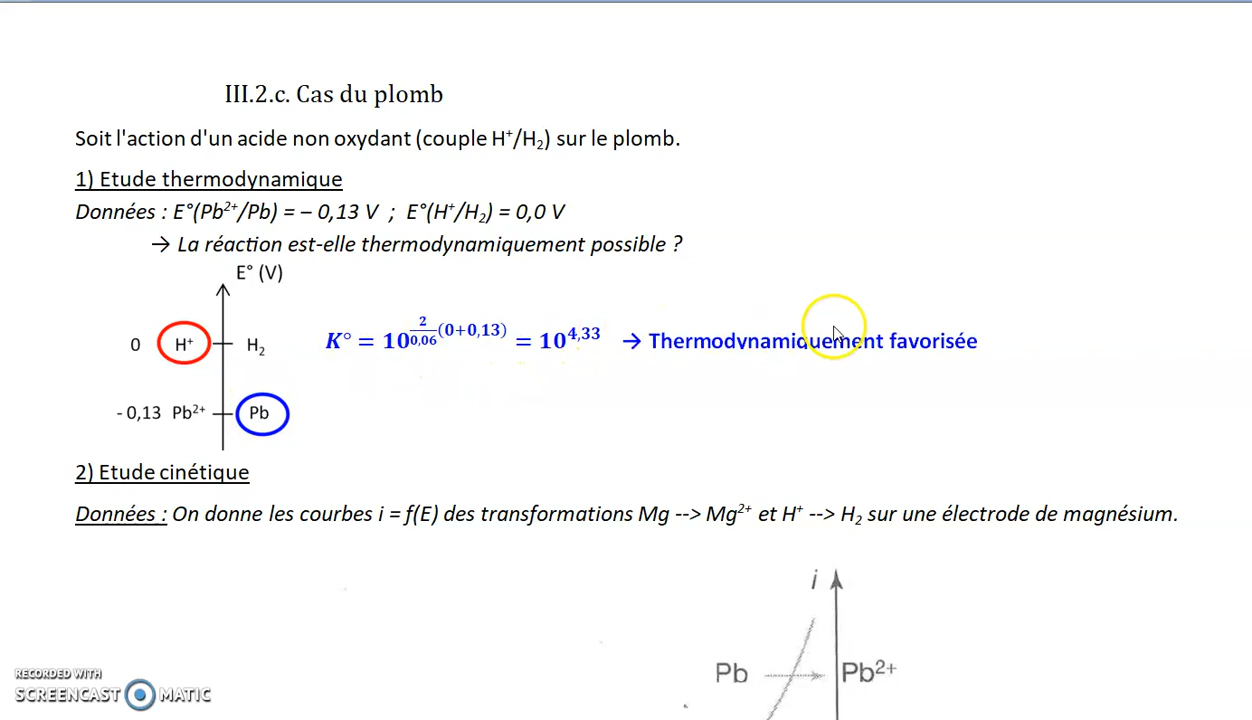 III.2.c. Cas du plomb
Soit l'action d'un acide non oxydant (couple H⁺/H₂) sur le plomb.
1) Etude thermodynamique
Données : E°(Pb²⁺/Pb) = – 0,13 V ; E°(H⁺/H₂) = 0,0 V
→ La réaction est-elle thermodynamiquement possible ?
E° (V)
0 H⁺ H₂
K° = 10^(2/0,06 (0+0,13)) = 10^4,33 → Thermodynamiquement favorisée
- 0,13 Pb²⁺ Pb
2) Etude cinétique
Données : On donne les courbes i = f(E) des transformations Mg --> Mg²⁺ et H⁺ --> H₂ sur une électrode de magnésium.
i
Pb Pb²⁺
RECORDED WITH
SCREENCAST MATIC